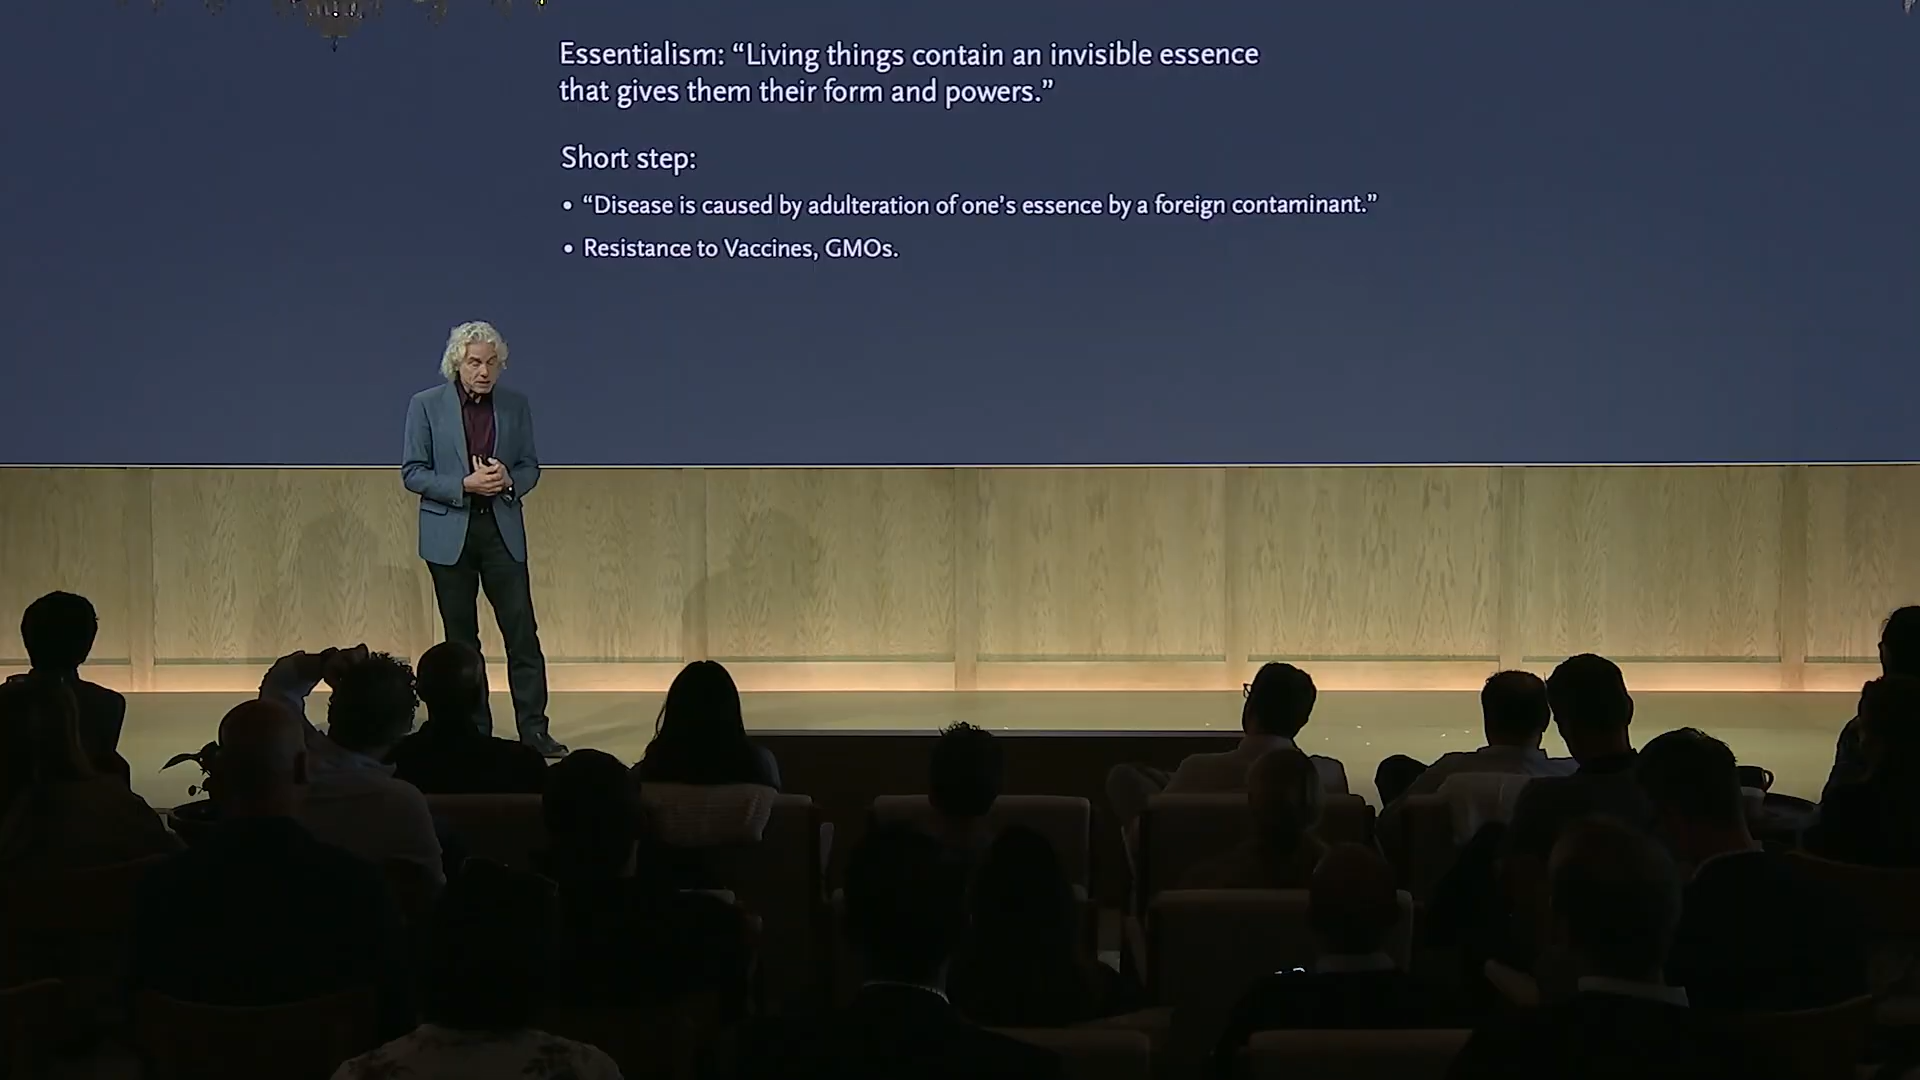 Essentialism: “Living things contain an invisible essence
that gives them their form and powers.”
Short step:
• “Disease is caused by adulteration of one’s essence by a foreign contaminant.”
• Resistance to Vaccines, GMOs.